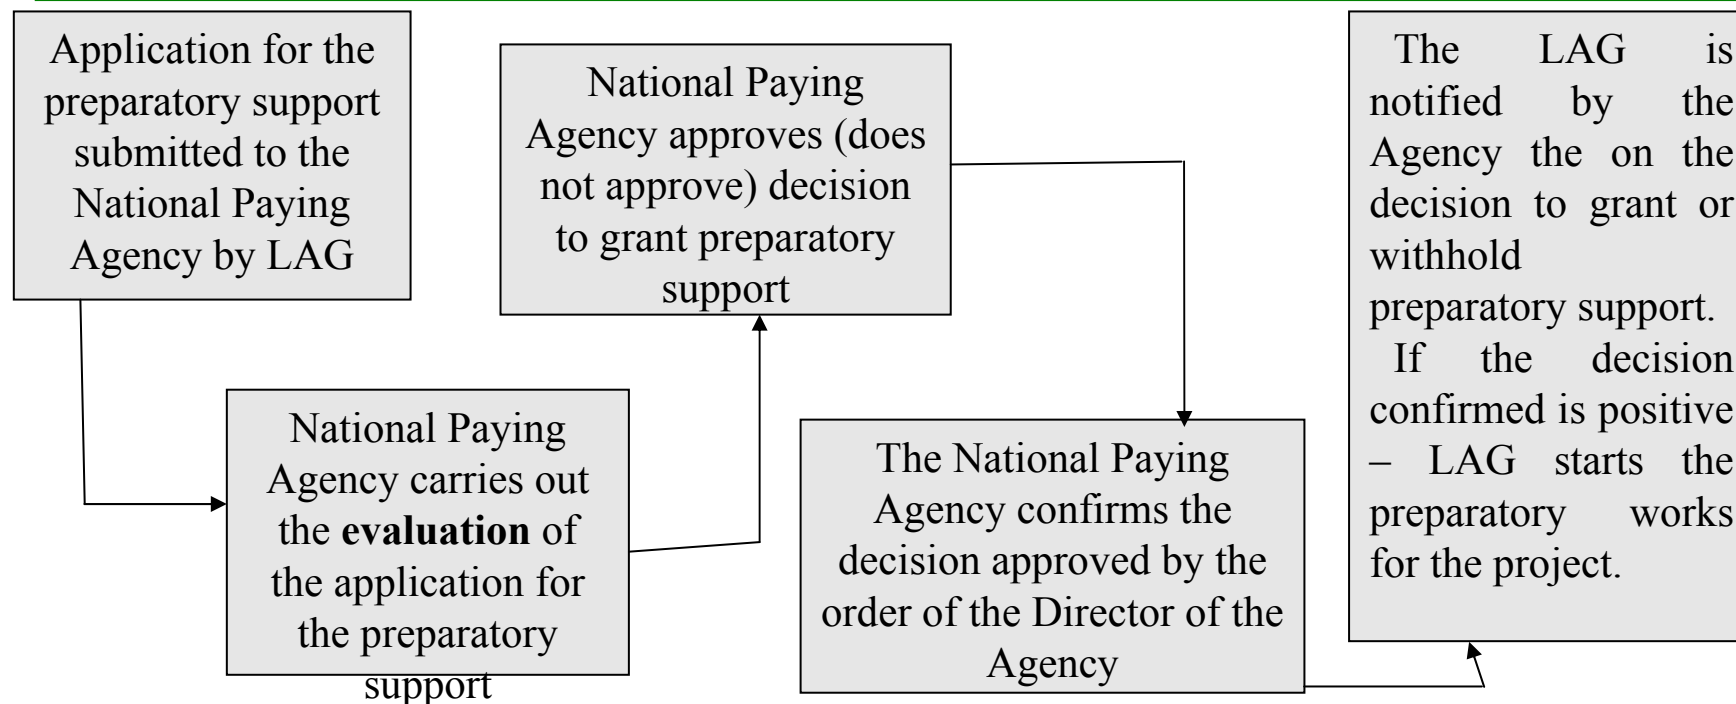 Application for the
preparatory support
submitted to the
National Paying
Agency by LAG
National Paying
Agency carries out
the evaluation of
the application for
the preparatory
support
National Paying
Agency approves (does
not approve) decision
to grant preparatory
support
The National Paying
Agency confirms the
decision approved by the
order of the Director of the
Agency
The LAG is
notified by the
Agency the on the
decision to grant or
withhold
preparatory support.
If the decision
confirmed is positive
– LAG starts the
preparatory works
for the project.